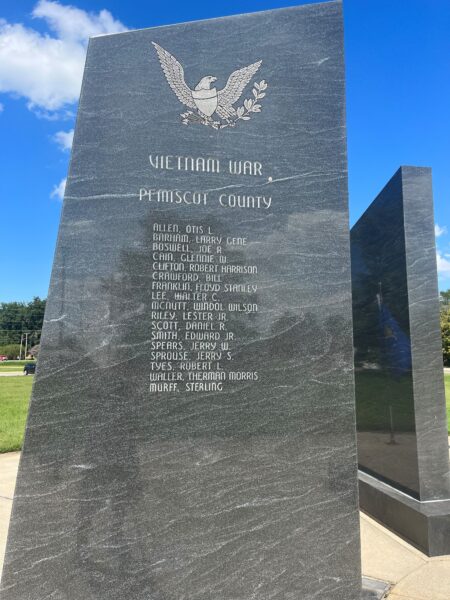 VIETNAM WAR
PEMISCOT COUNTY
ALLEN, OTIS L.
BARHAM, LARRY GENE
BOSWELL, JOE R.
CAIN, GLENNIE W.
CLIFTON, ROBERT HARRISON
CRAWFORD, BILL
FRANKLIN, FLOYD STANLEY
LEE, WALTER C.
MCNUTT, WINDOL WILSON
RILEY, LESTER JR.
SCOTT, DANIEL R.
SMITH, EDWARD JR.
SPEARS, JERRY W.
SPROUSE, JERRY S.
TYES, ROBERT L.
WALLER, THERMAN MORRIS
MURFF, STERLING